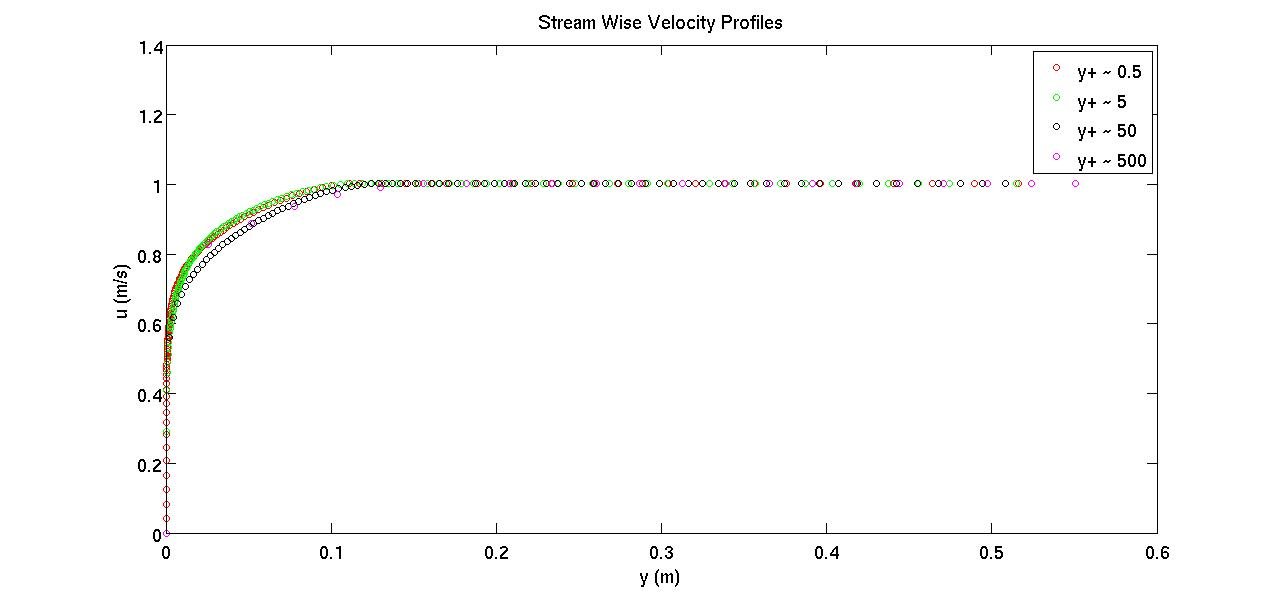 Stream Wise Velocity Profiles
1.4
1.2
1
0.8
0.6
0.4
0.2
0
u (m/s)
y+ ~ 0.5
y+ ~ 5
y+ ~ 50
y+ ~ 500
0 0.1 0.2 0.3 0.4 0.5 0.6
y (m)